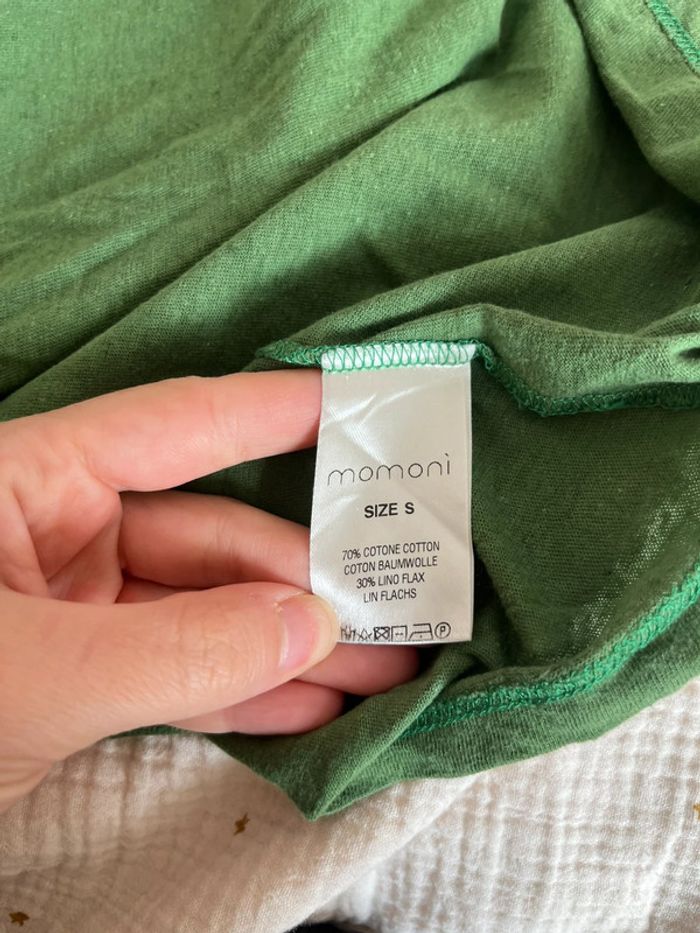 momonì
SIZE S
70% COTONE COTTON
COTON BAUMWOLLE
30% LINO FLAX
LIN FLACHS
P